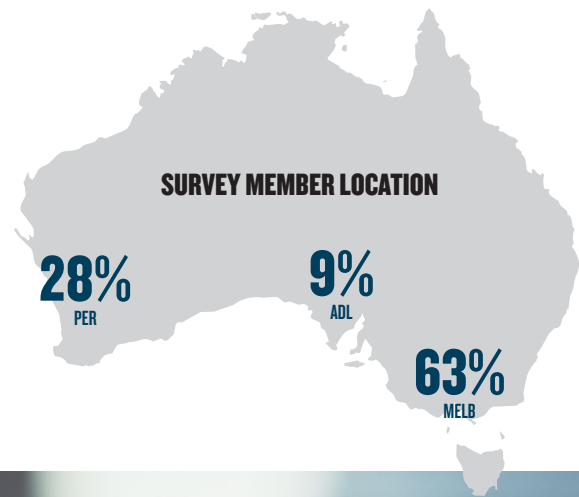 SURVEY MEMBER LOCATION
28%
PER
9%
ADL
63%
MELB